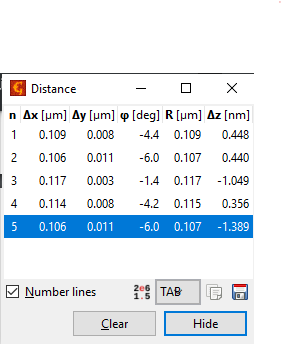 Distance
n Δx [µm] Δy [µm] φ [deg] R [µm] Δz [nm]
1 0.109 0.008 -4.4 0.109 0.448
2 0.106 0.011 -6.0 0.107 0.440
3 0.117 0.003 -1.4 0.117 -1.049
4 0.114 0.008 -4.2 0.115 0.356
5 0.106 0.011 -6.0 0.107 -1.389
Number lines 2e6 1.5 TAB
Clear Hide